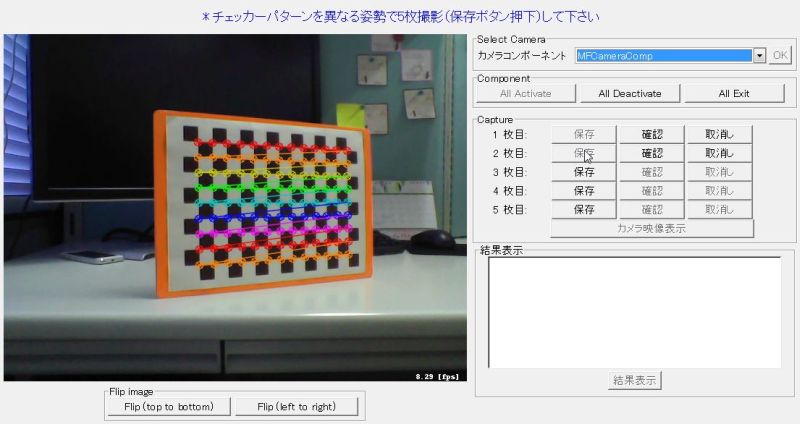 *チェッカーパターンを異なる姿勢で5枚撮影(保存ボタン押下)して下さい
Select Camera
カメラコンポーネント MFCameraComp OK
Component
All Activate All Deactivate All Exit
Capture
1 枚目: 保存 確認 取消し
2 枚目: 保存 確認 取消し
3 枚目: 保存 確認 取消し
4 枚目: 保存 確認 取消し
5 枚目: 保存 確認 取消し
カメラ映像表示
結果表示
結果表示
8.29 [fps]
Flip image
Flip(top to bottom) Flip(left to right)